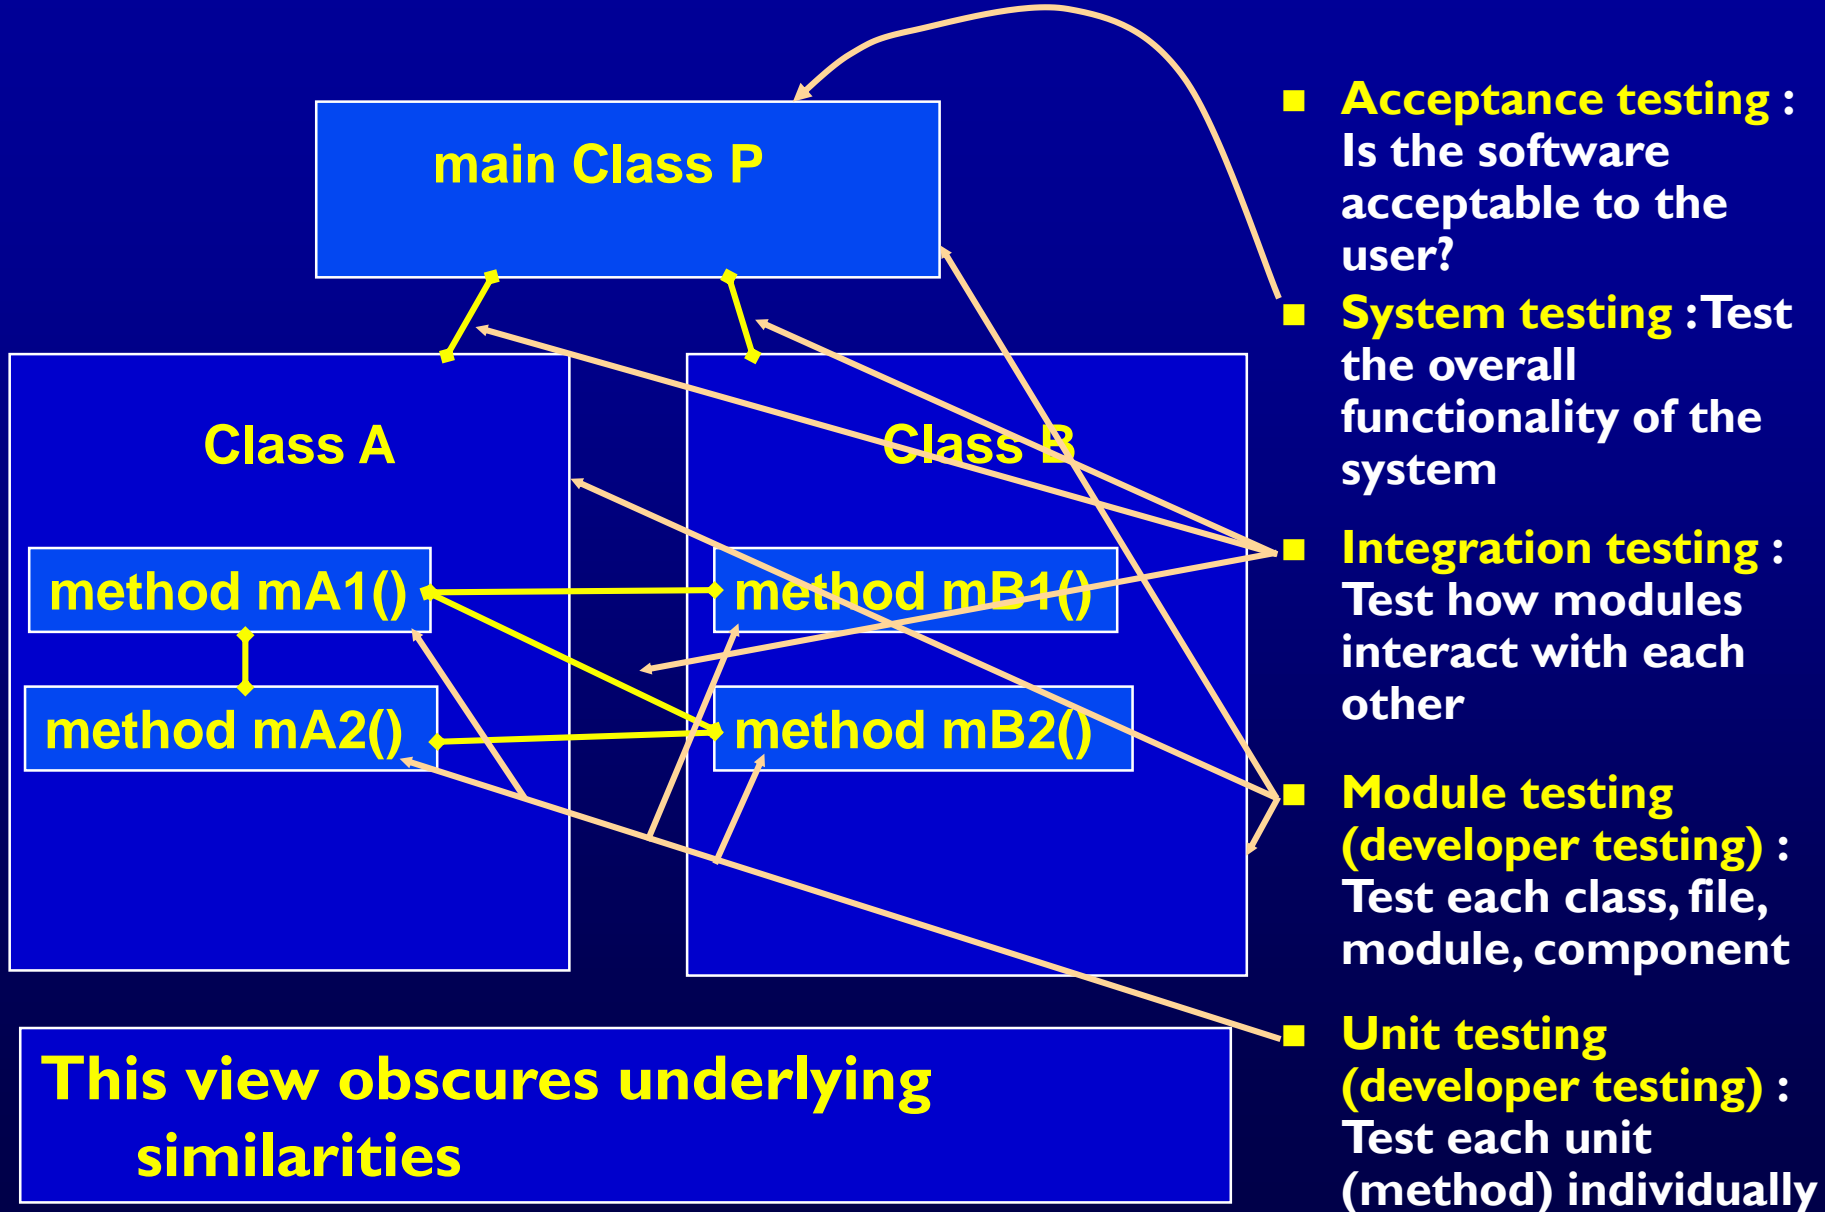 main Class P
Class A
method mA1()
method mA2()
Class B
method mB1()
method mB2()
This view obscures underlying
similarities
Acceptance testing :
Is the software
acceptable to the
user?
System testing : Test
the overall
functionality of the
system
Integration testing :
Test how modules
interact with each
other
Module testing
(developer testing) :
Test each class, file,
module, component
Unit testing
(developer testing) :
Test each unit
(method) individually